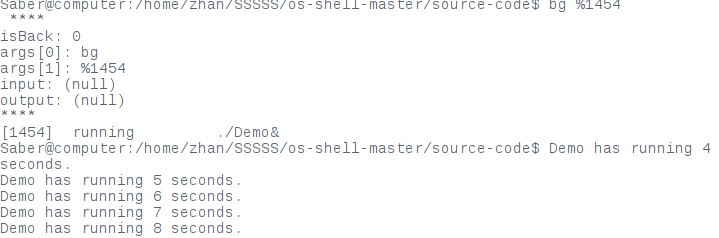 Saber@computer:/home/zhan/SSSSS/os-shell-master/source-code$ bg %1454
****
isBack: 0
args[0]: bg
args[1]: %1454
input: (null)
output: (null)
****
[1454]  running         ./Demo&
Saber@computer:/home/zhan/SSSSS/os-shell-master/source-code$ Demo has running 4
seconds.
Demo has running 5 seconds.
Demo has running 6 seconds.
Demo has running 7 seconds.
Demo has running 8 seconds.